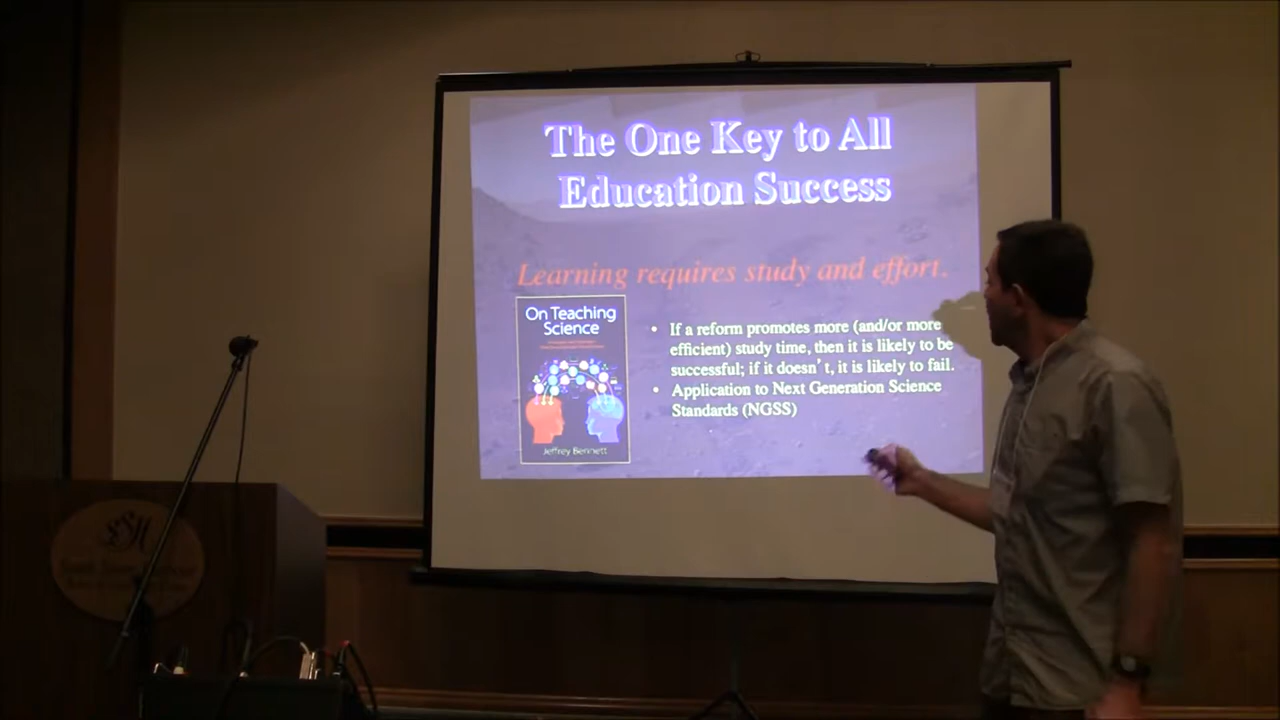 The One Key to All
Education Success
Learning requires study and effort.
On Teaching
Science
Jeffrey Bennett
• If a reform promotes more (and/or more
efficient) study time, then it is likely to be
successful; if it doesn't, it is likely to fail.
• Application to Next Generation Science
Standards (NGSS)